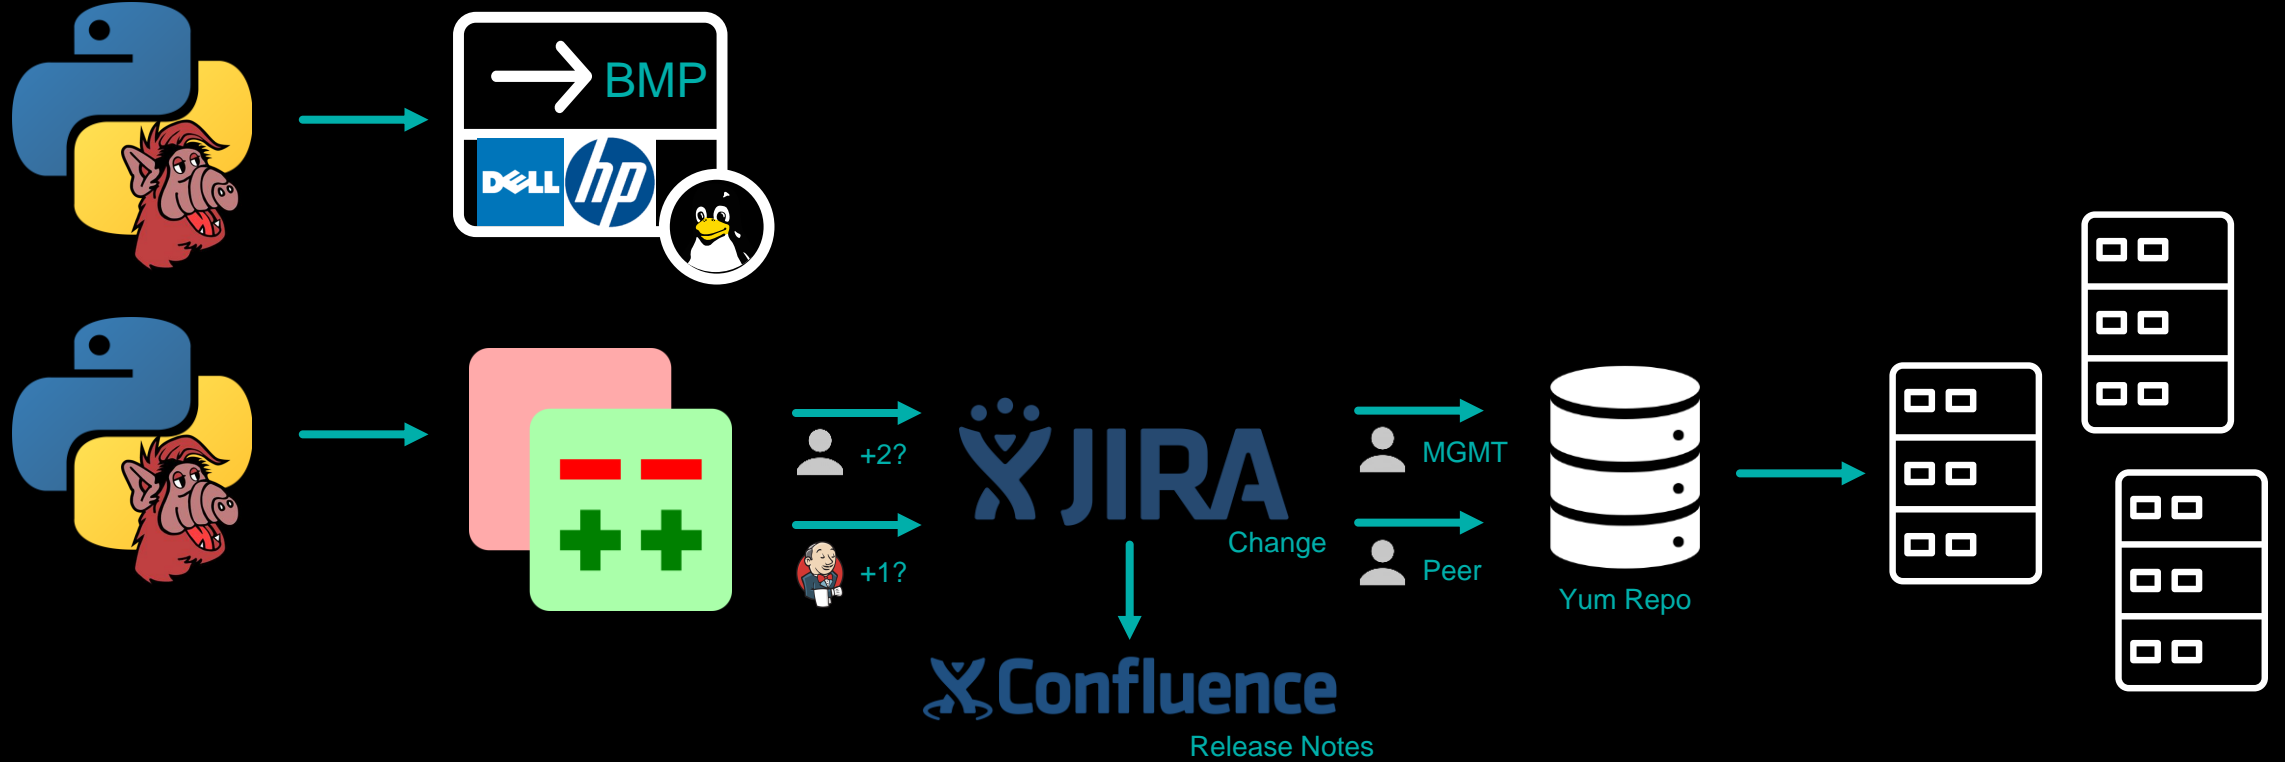 BMP
DELL
hp
+2?
+1?
JIRA
Change
MGMT
Peer
Yum Repo
Confluence
Release Notes